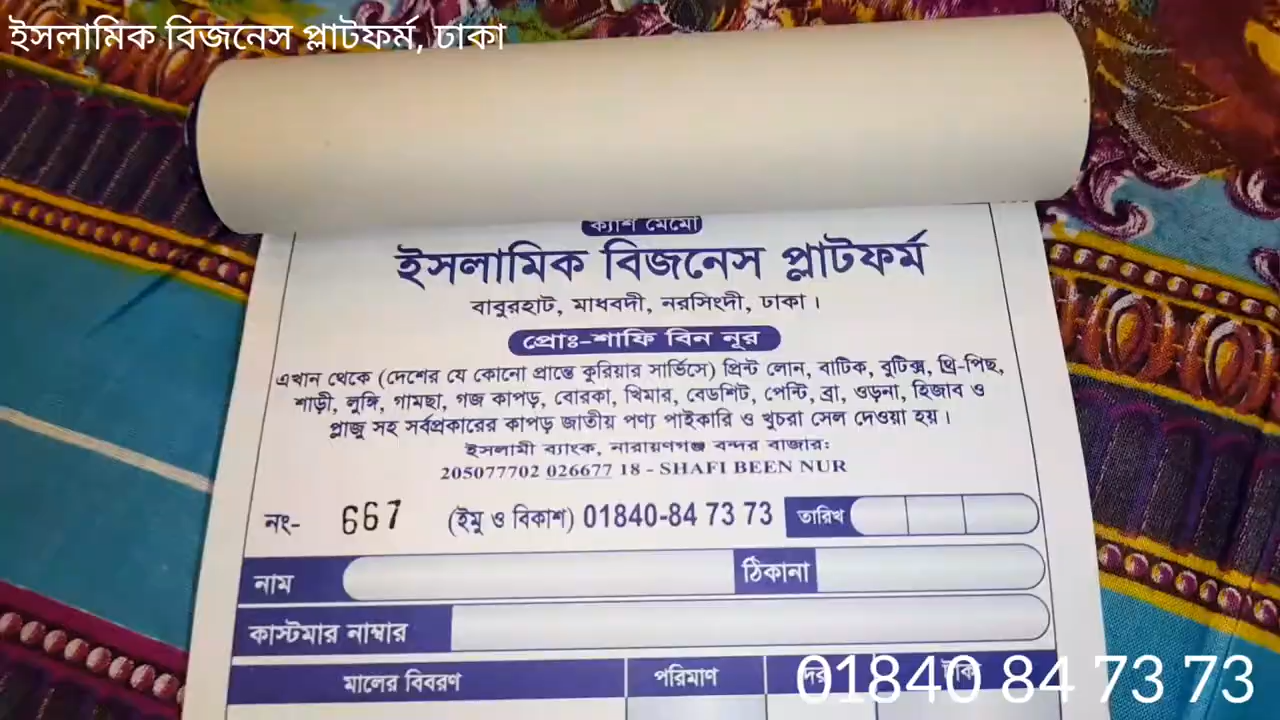 ইসলামিক বিজনেস প্লাটফর্ম, ঢাকা
ক্যাশ মেমো
ইসলামিক বিজনেস প্লাটফর্ম
বাবুরহাট, মাধবদী, নরসিংদী, ঢাকা।
প্রোঃ-শাফি বিন নূর
এখান থেকে (দেশের যে কোনো প্রান্তে কুরিয়ার সার্ভিসে) প্রিন্ট লোন, বাটিক, বুটিক্স, থ্রি-পিছ,
শাড়ী, লুঙ্গি, গামছা, গজ কাপড়, বোরকা, খিমার, বেডশিট, পেন্টি, ব্রা, ওড়না, হিজাব ও
প্লাজু সহ সর্বপ্রকারের কাপড় জাতীয় পণ্য পাইকারি ও খুচরা সেল দেওয়া হয়।
ইসলামী ব্যাংক, নারায়ণগঞ্জ বন্দর বাজার:
205077702 026677 18 - SHAFI BEEN NUR
নং- 667 (ইমু ও বিকাশ) 01840-84 73 73 তারিখ
নাম ঠিকানা
কাস্টমার নাম্বার
মালের বিবরণ পরিমাণ দর টাকা
01840 84 73 73